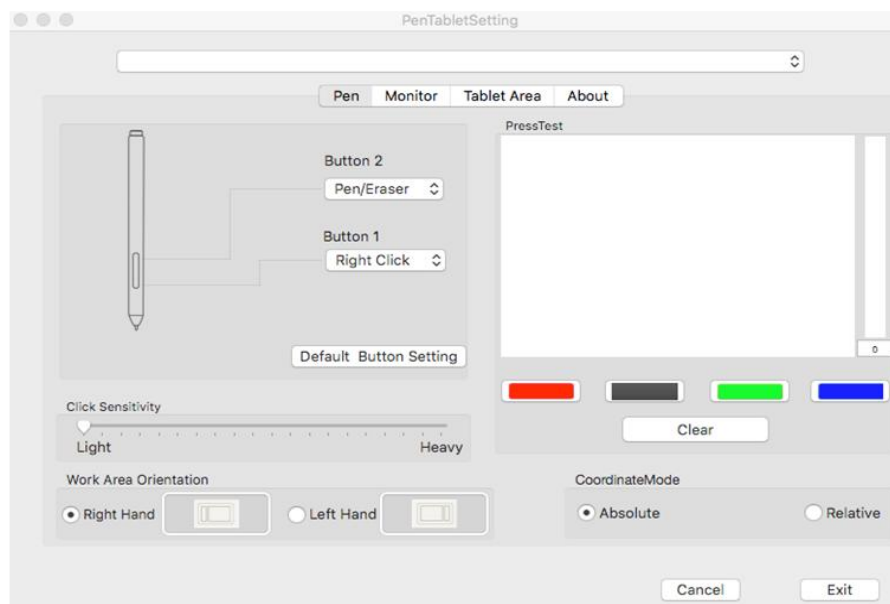 PenTabletSetting
Pen Monitor Tablet Area About
PressTest
Button 2
Pen/Eraser
Button 1
Right Click
Default Button Setting
0
Click Sensitivity
Light Heavy
Clear
Work Area Orientation
Right Hand Left Hand
CoordinateMode
Absolute Relative
Cancel Exit